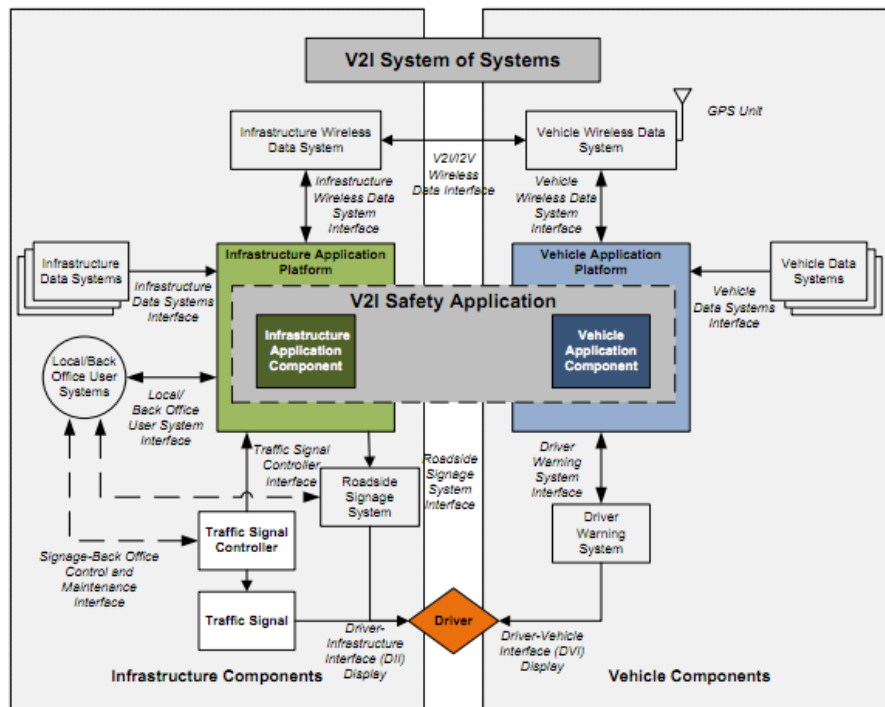 V2I System of Systems
GPS Unit
Infrastructure Wireless
Data System
Vehicle Wireless Data
System
V2I/I2V
Wireless
Data Interface
Infrastructure
Wireless Data
System
Interface
Vehicle
Wireless Data
System
Interface
Infrastructure
Data Systems
Infrastructure
Data Systems
Interface
Infrastructure Application
Platform
Vehicle Application
Platform
Vehicle Data
Systems
Vehicle
Data Systems
Interface
V2I Safety Application
Infrastructure
Application
Component
Vehicle
Application
Component
Local/Back
Office User
Systems
Local/
Back Office
User System
Interface
Traffic Signal
Controller
Interface
Roadside
Signage
System
Roadside
Signage
System
Interface
Driver
Warning
System
Interface
Driver
Warning
System
Traffic Signal
Controller
Signage-Back Office
Control and
Maintenance
Interface
Traffic Signal
Driver
Driver-
Infrastructure
Interface (DII)
Display
Driver-Vehicle
Interface (DVI)
Display
Infrastructure Components
Vehicle Components